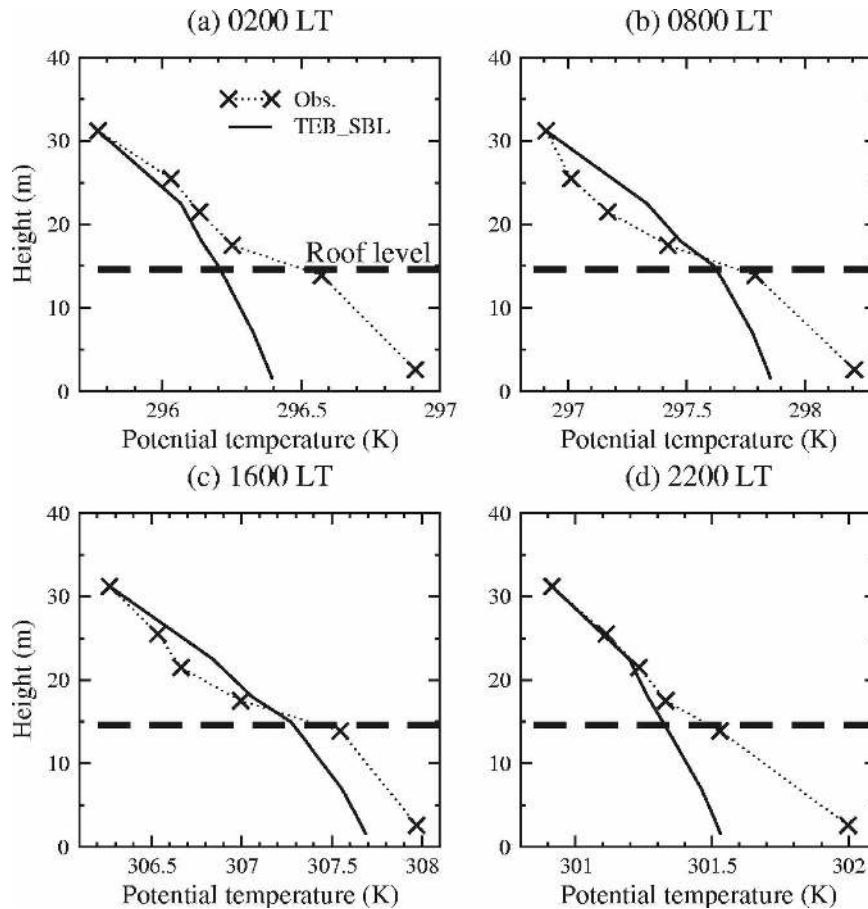 (a) 0200 LT
(b) 0800 LT
40
30
20
10
0
Height (m)
Obs.
TEB_SBL
Roof level
296
296.5
297
Potential temperature (K)
40
30
20
10
0
297
297.5
298
Potential temperature (K)
(c) 1600 LT
(d) 2200 LT
40
30
20
10
0
Height (m)
306.5
307
307.5
308
Potential temperature (K)
40
30
20
10
0
301
301.5
302
Potential temperature (K)